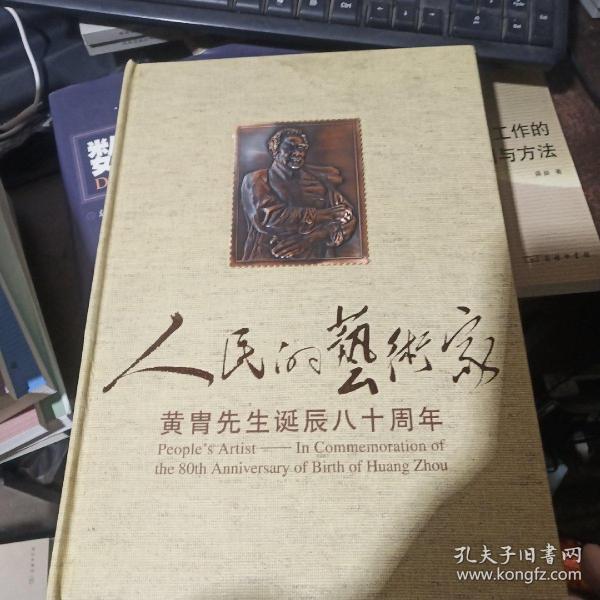 人民的藝術家
黄胄先生诞辰八十周年
People's Artist —— In Commemoration of
the 80th Anniversary of Birth of Huang Zhou
工作的
与方法
孔夫子旧书网
www.kongfz.com